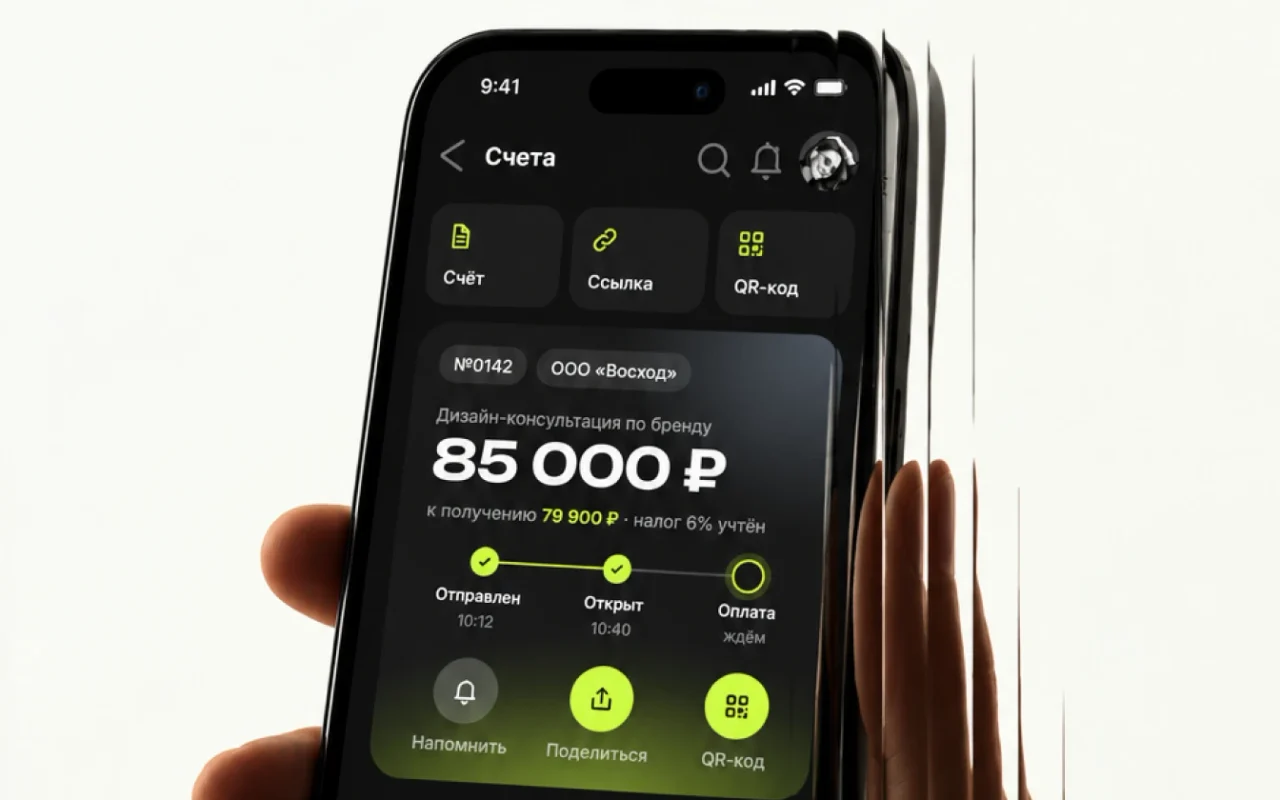 9:41
Счета
Счёт
Ссылка
QR-код
№0142
ООО «Восход»
Дизайн-консультация по бренду
85 000 ₽
к получению 79 900 ₽ · налог 6% учтён
Отправлен
Открыт
Оплата
10:12
10:40
ждём
Напомнить
Поделиться
QR-код